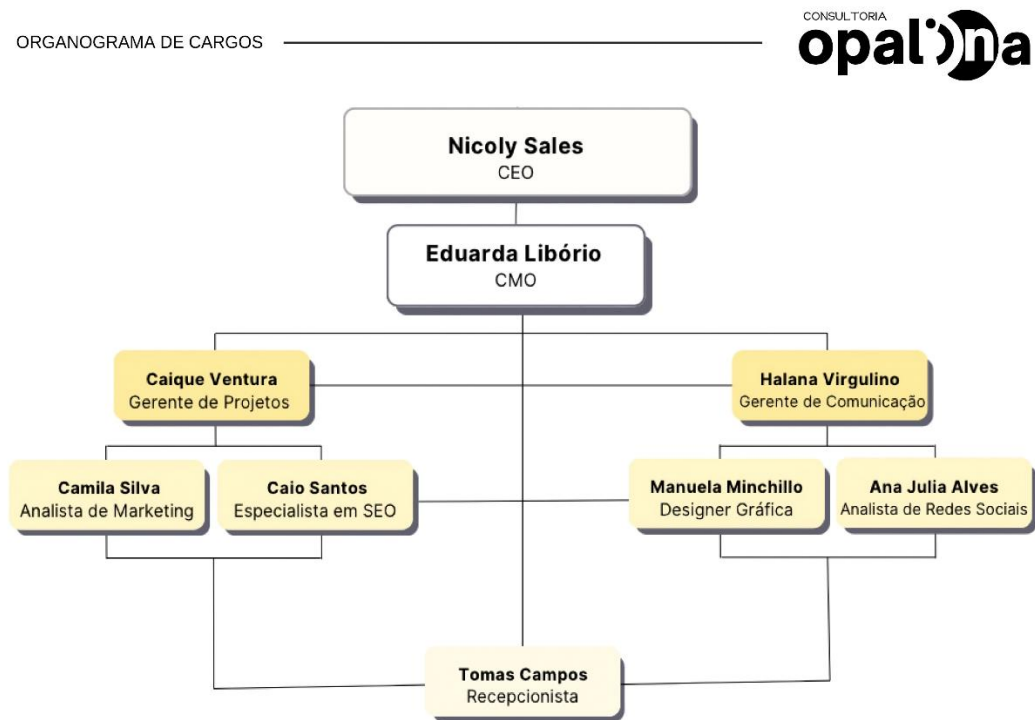 ORGANOGRAMA DE CARGOS
CONSULTORIA
opalina
Nicoly Sales
CEO
Eduarda Libório
CMO
Caique Ventura
Gerente de Projetos
Halana Virgulino
Gerente de Comunicação
Camila Silva
Analista de Marketing
Caio Santos
Especialista em SEO
Manuela Minchillo
Designer Gráfica
Ana Julia Alves
Analista de Redes Sociais
Tomas Campos
Recepcionista